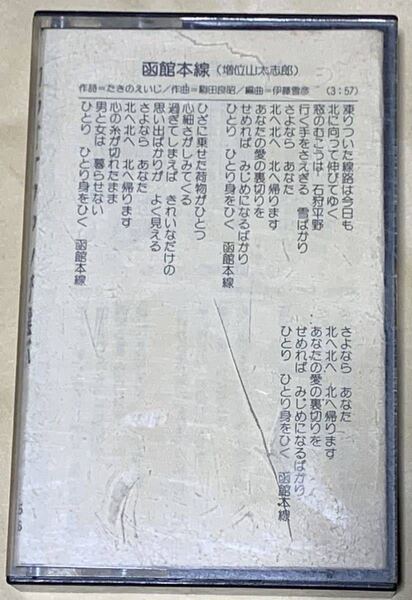 函館本線（増位山太志郎）
作詩＝たきのえいじ／作曲＝駒田良昭／編曲＝伊藤雪彦　（3：57）
凍りついた線路は今日も
北に向って伸びてゆく
窓のむこうは 石狩平野
行く手をさえぎる 雪ばかり
さよなら あなた
北へ北へ 北へ帰ります
あなたの愛の裏切りを
せめれば みじめになるばかり
ひとり ひとり身をひく 函館本線
ひざに乗せた荷物がひとつ
心細さがしみてくる
過ぎてしまえば きれいなだけの
思い出ばかりが よく見える
さよなら あなた
北へ北へ 北へ帰ります
心の糸が切れたまま
男と女は 暮らせない
ひとり ひとり身をひく 函館本線
さよなら あなた
北へ北へ 北へ帰ります
あなたの愛の裏切りを
せめれば みじめになるばかり
ひとり ひとり身をひく 函館本線